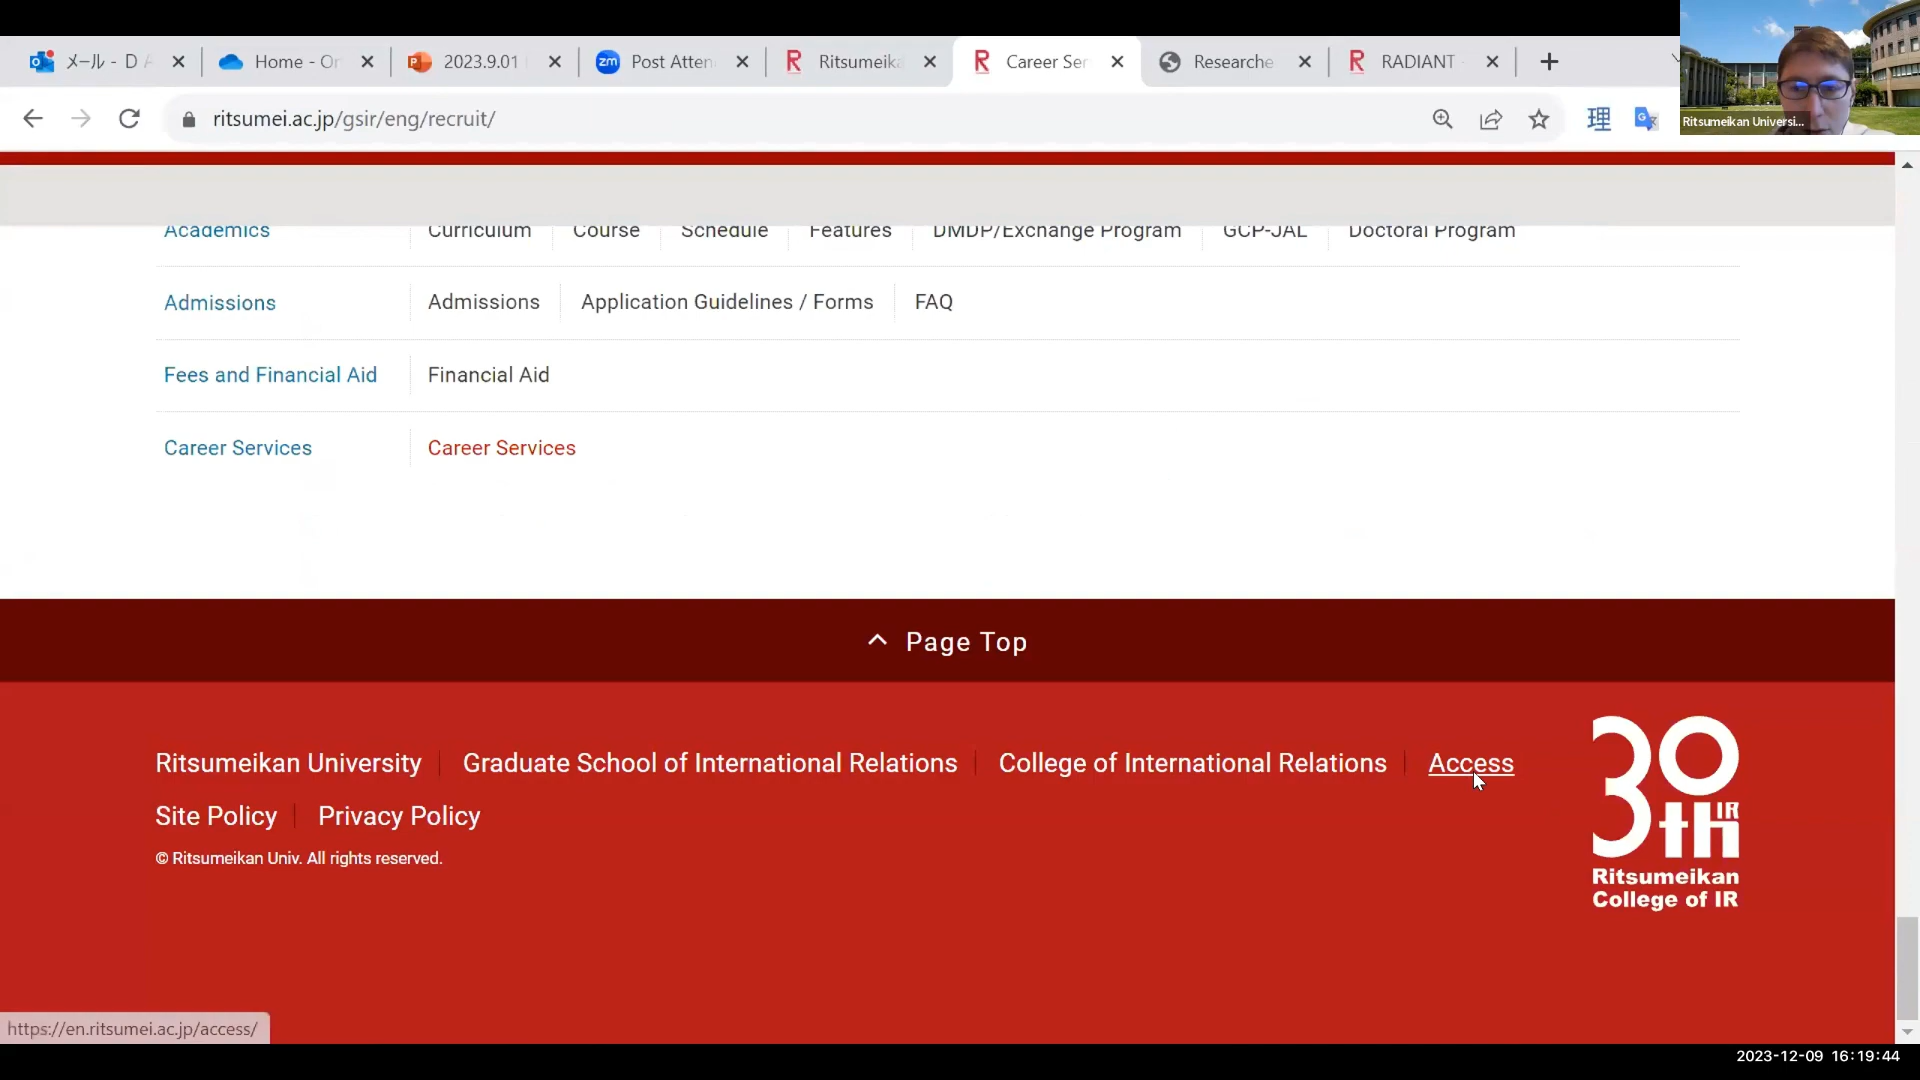 メール - D A
Home - On
2023.9.01
zm Post Atten
R Ritsumeika
R Career Ser
Researche
R RADIANT -
ritsumei.ac.jp/gsir/eng/recruit/
理
Ritsumeikan Universi...
Academics Curriculum Course Schedule Features DMDP/Exchange Program GCP-JAL Doctoral Program
Admissions Admissions Application Guidelines / Forms FAQ
Fees and Financial Aid Financial Aid
Career Services Career Services
Page Top
Ritsumeikan University Graduate School of International Relations College of International Relations Access
Site Policy Privacy Policy
© Ritsumeikan Univ. All rights reserved.
30th IR
Ritsumeikan
College of IR
https://en.ritsumei.ac.jp/access/
2023-12-09 16:19:44